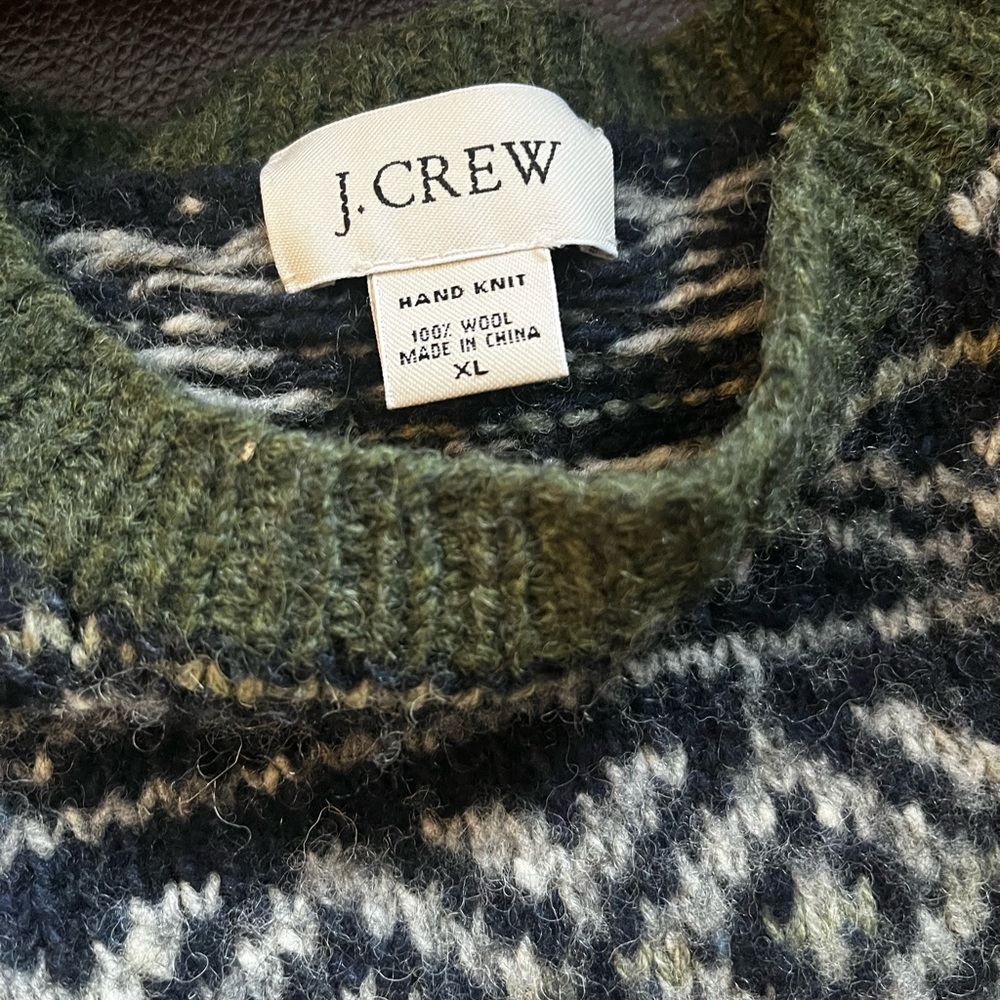 J.CREW
HAND KNIT
100% WOOL
MADE IN CHINA
XL